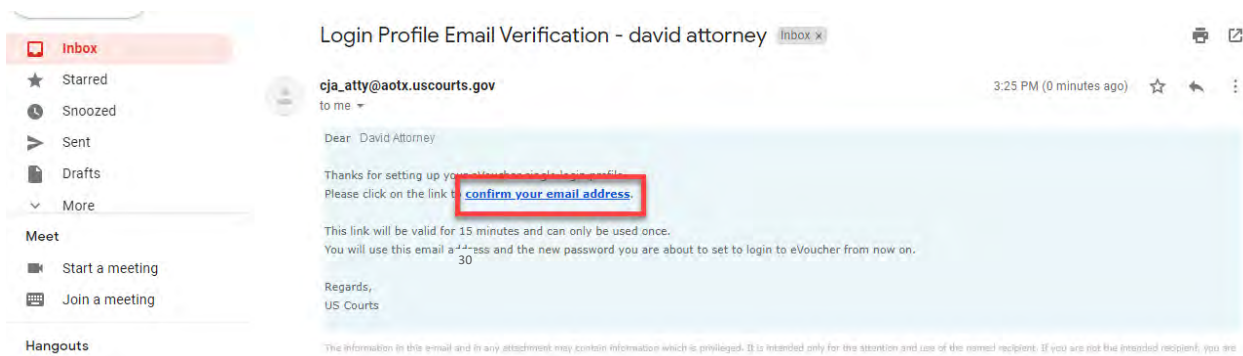 Inbox
Starred
Snoozed
Sent
Drafts
More
Meet
Start a meeting
Join a meeting
Hangouts
Login Profile Email Verification - david attorney Inbox x
cja_atty@aotx.uscourts.gov 3:25 PM (0 minutes ago)
to me
Dear David Attorney
Thanks for setting up your eVoucher single login profile.
Please click on the link to confirm your email address.
This link will be valid for 15 minutes and can only be used once.
You will use this email address and the new password you are about to set to login to eVoucher from now on.
30
Regards,
US Courts
The information in this e-mail and in any attachment may contain information which is privileged. It is intended only for the attention and use of the named recipient. If you are not the intended recipient, you are